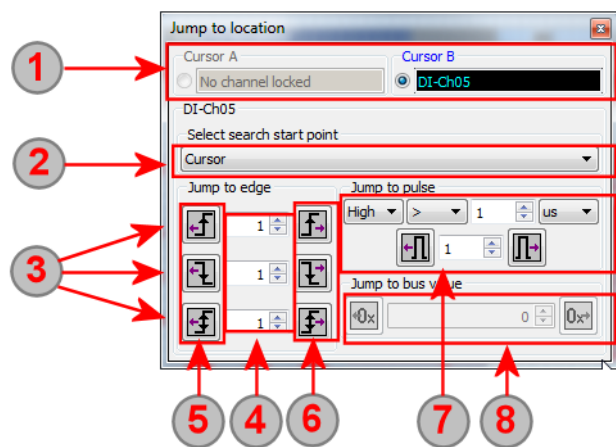 Jump to location
Cursor A
Cursor B
1
No channel locked
DI-Ch05
DI-Ch05
Select search start point
2
Cursor
Jump to edge
Jump to pulse
1
High
>
1
us
1
3
1
Jump to bus value
1
0x
0
0x
5
4
6
7
8